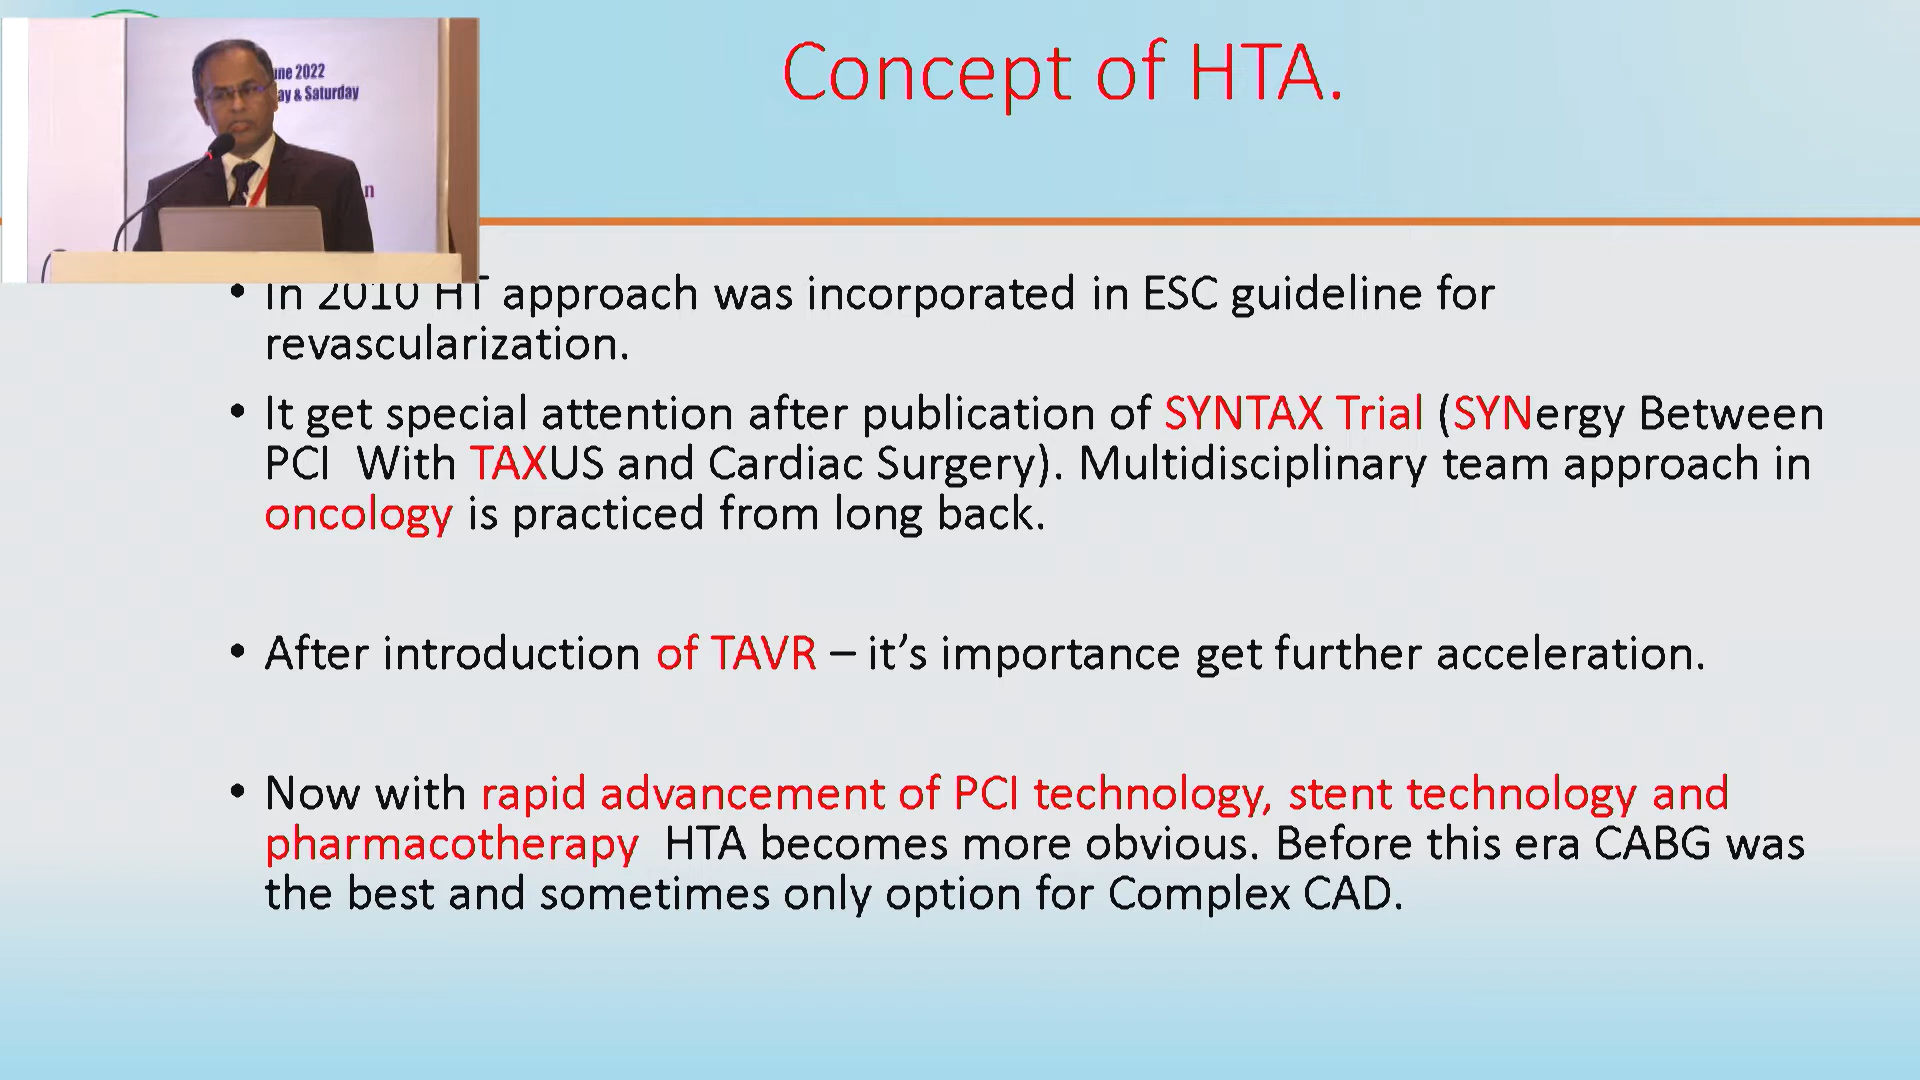 une 2022
ay & Saturday
n
Concept of HTA.
• In 2010 HT approach was incorporated in ESC guideline for
revascularization.
• It get special attention after publication of SYNTAX Trial (SYNergy Between
PCI With TAXUS and Cardiac Surgery). Multidisciplinary team approach in
oncology is practiced from long back.
• After introduction of TAVR – it’s importance get further acceleration.
• Now with rapid advancement of PCI technology, stent technology and
pharmacotherapy HTA becomes more obvious. Before this era CABG was
the best and sometimes only option for Complex CAD.